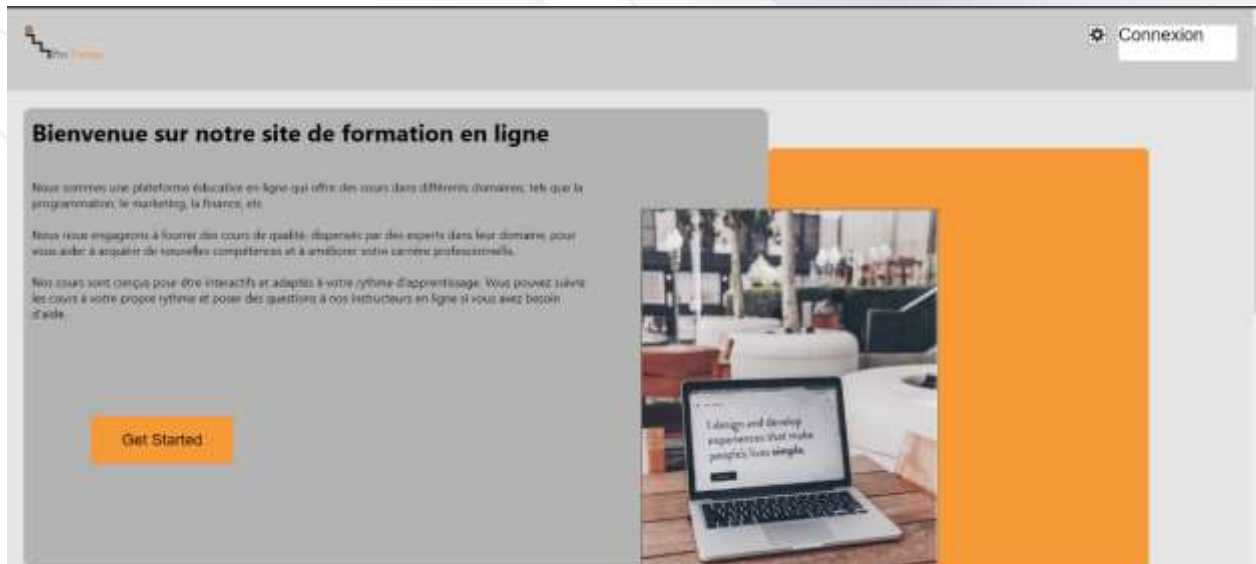 Connexion
Bienvenue sur notre site de formation en ligne
Nous sommes une plateforme éducative en ligne qui offre des cours dans différents domaines, tels que la
programmation, le marketing, la finance, etc
Nous nous engageons à fournir des cours de qualité, dispensés par des experts dans leur domaine, pour
vous aider à acquérir de nouvelles compétences et à améliorer votre carrière professionnelle.
Nos cours sont conçus pour être interactifs et adaptés à votre rythme d'apprentissage. Vous pouvez suivre
les cours à votre propre rythme et poser des questions à nos instructeurs en ligne si vous avez besoin
d'aide.
I design and develop
experiences that make
people's lives simple.
Get Started